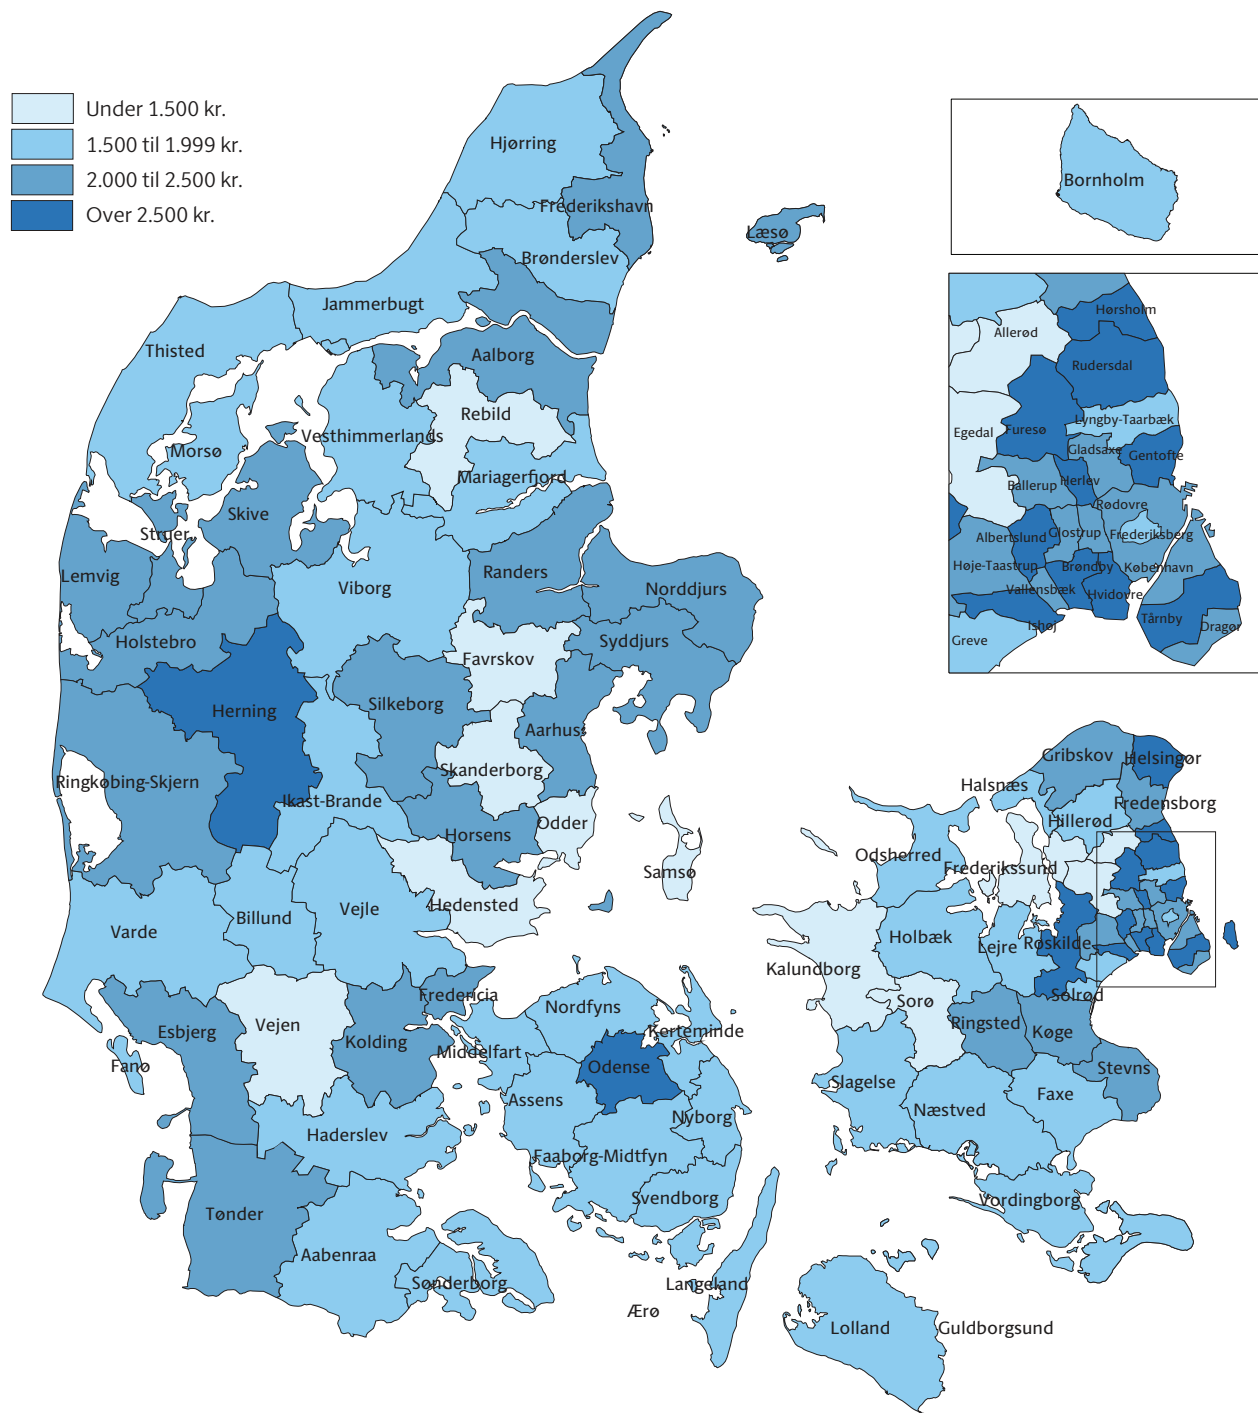 Under 1.500 kr.
1.500 til 1.999 kr.
2.000 til 2.500 kr.
Over 2.500 kr.
Hjørring
Frederikshavn
Læsø
Brønderslev
Jammerbugt
Thisted
Aalborg
Rebild
Vesthimmerlands
Morsø
Mariagerfjord
Skive
Struer
Lemvig
Viborg
Randers
Norddjurs
Syddjurs
Holstebro
Favrskov
Herning
Silkeborg
Aarhus
Skanderborg
Ringkøbing-Skjern
Ikast-Brande
Horsens
Odder
Samsø
Hedensted
Varde
Billund
Vejle
Fredericia
Esbjerg
Vejen
Kolding
Fanø
Middelfart
Nordfyns
Kerteminde
Odense
Assens
Nyborg
Haderslev
Faaborg-Midtfyn
Svendborg
Tønder
Aabenraa
Sønderborg
Langeland
Ærø
Bornholm
Hørsholm
Allerød
Rudersdal
Lyngby-Taarbæk
Egedal
Furesø
Gladsaxe
Gentofte
Ballerup
Herlev
Rødovre
Albertslund
Glostrup
Frederiksberg
Høje-Taastrup
Brøndby
København
Vallensbæk
Hvidovre
Ishøj
Tårnby
Dragør
Greve
Gribskov
Helsingør
Halsnæs
Fredensborg
Hillerød
Odsherred
Frederikssund
Holbæk
Lejre
Roskilde
Kalundborg
Solrød
Sorø
Ringsted
Køge
Stevns
Slagelse
Næstved
Faxe
Vordingborg
Lolland
Guldborgsund